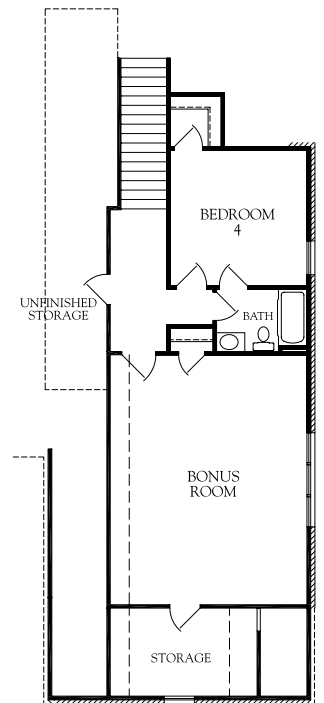 BEDROOM
4
UNFINISHED
STORAGE
BATH
BONUS
ROOM
STORAGE